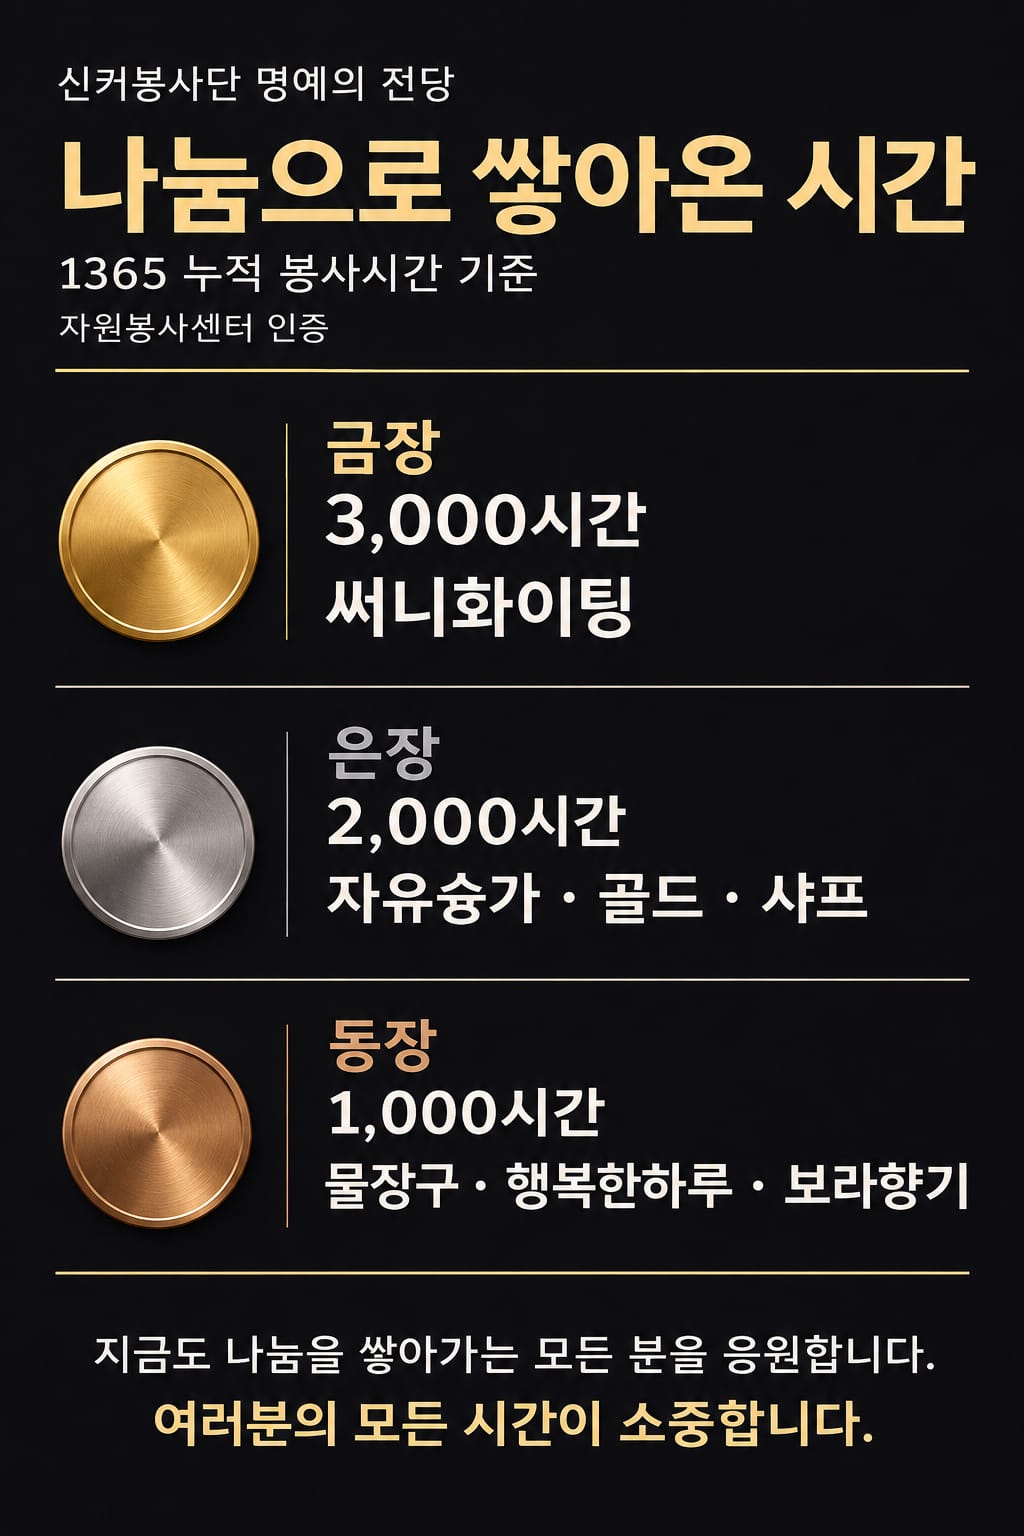 신커봉사단 명예의 전당
나눔으로 쌓아온 시간
1365 누적 봉사시간 기준
자원봉사센터 인증
금장
3,000시간
써니화이팅
은장
2,000시간
자유슝가 · 골드 · 샤프
동장
1,000시간
물장구 · 행복한하루 · 보라향기
지금도 나눔을 쌓아가는 모든 분을 응원합니다.
여러분의 모든 시간이 소중합니다.